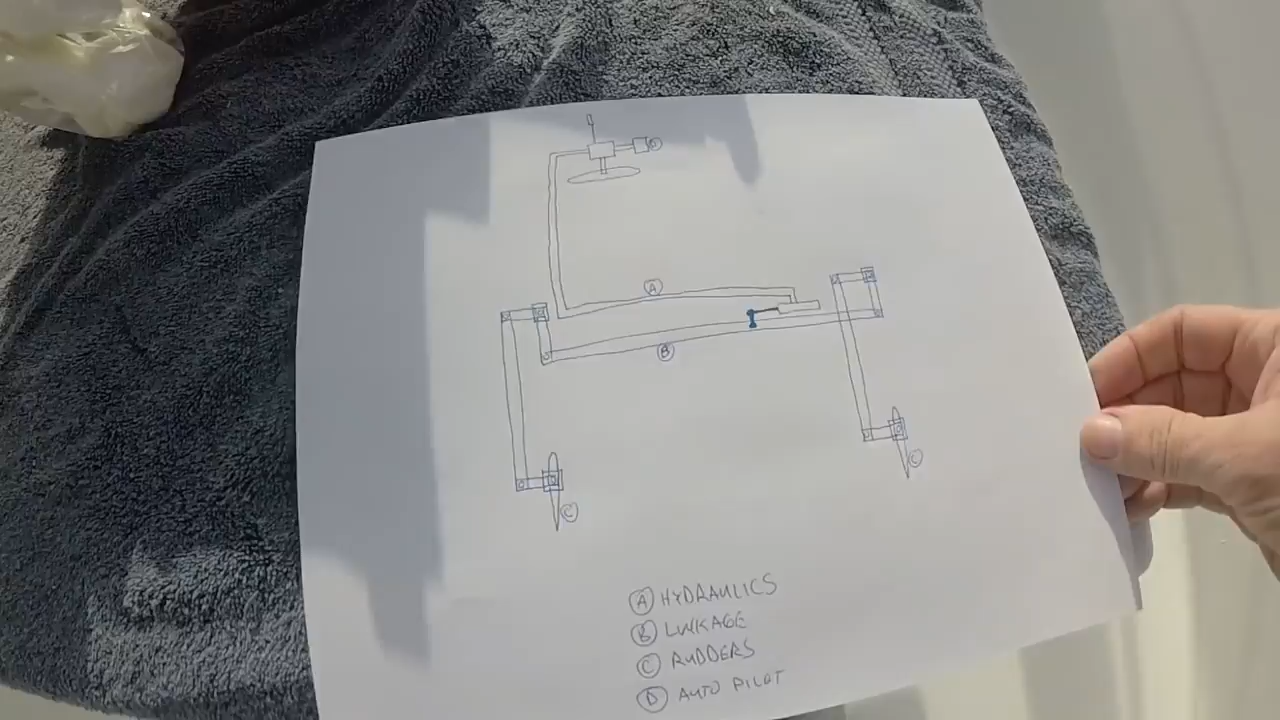 D
A
B
C
C
A HYDRAULICS
B LINKAGE
C RUDDERS
D AUTO PILOT